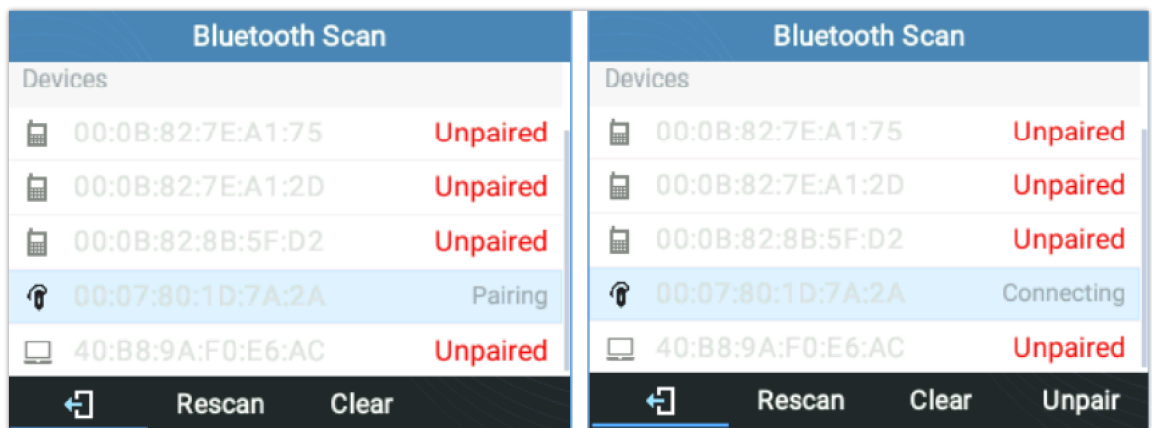 Bluetooth Scan
Devices
00:0B:82:7E:A1:75 Unpaired
00:0B:82:7E:A1:2D Unpaired
00:0B:82:8B:5F:D2 Unpaired
00:07:80:1D:7A:2A Pairing
40:B8:9A:F0:E6:AC Unpaired
Rescan Clear
Bluetooth Scan
Devices
00:0B:82:7E:A1:75 Unpaired
00:0B:82:7E:A1:2D Unpaired
00:0B:82:8B:5F:D2 Unpaired
00:07:80:1D:7A:2A Connecting
40:B8:9A:F0:E6:AC Unpaired
Rescan Clear Unpair